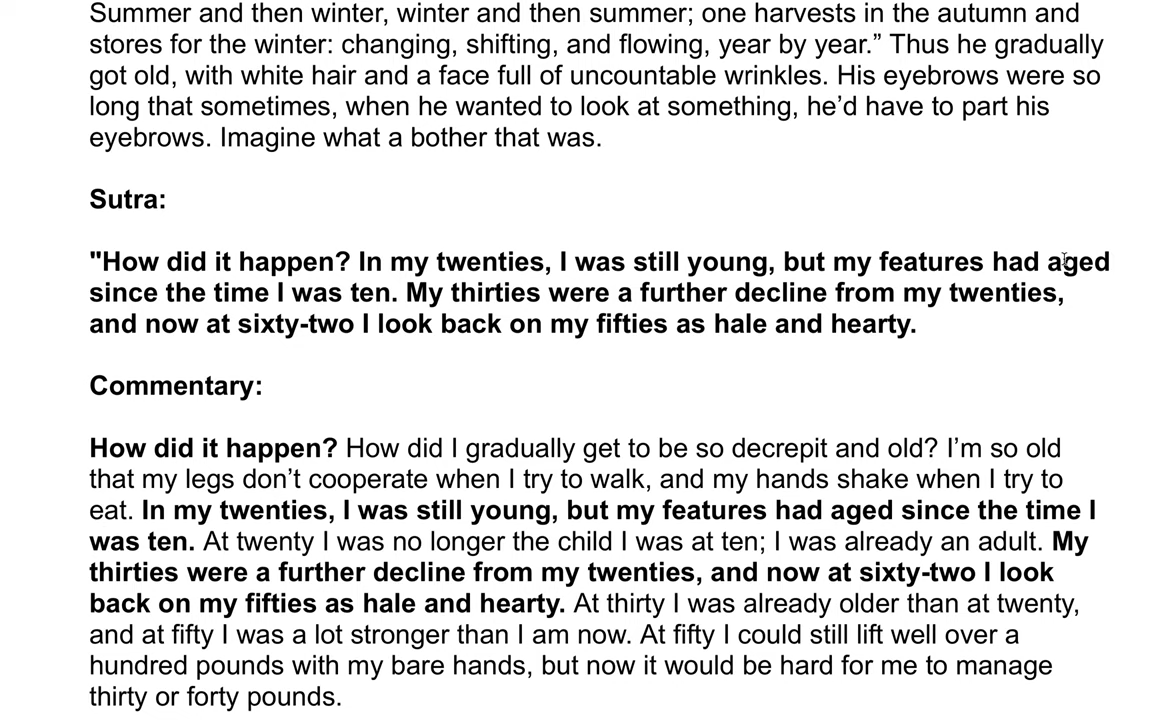 Summer and then winter, winter and then summer; one harvests in the autumn and
stores for the winter: changing, shifting, and flowing, year by year.” Thus he gradually
got old, with white hair and a face full of uncountable wrinkles. His eyebrows were so
long that sometimes, when he wanted to look at something, he’d have to part his
eyebrows. Imagine what a bother that was.
Sutra:
"How did it happen? In my twenties, I was still young, but my features had aged
since the time I was ten. My thirties were a further decline from my twenties,
and now at sixty-two I look back on my fifties as hale and hearty.
Commentary:
How did it happen? How did I gradually get to be so decrepit and old? I’m so old
that my legs don’t cooperate when I try to walk, and my hands shake when I try to
eat. In my twenties, I was still young, but my features had aged since the time I
was ten. At twenty I was no longer the child I was at ten; I was already an adult. My
thirties were a further decline from my twenties, and now at sixty-two I look
back on my fifties as hale and hearty. At thirty I was already older than at twenty,
and at fifty I was a lot stronger than I am now. At fifty I could still lift well over a
hundred pounds with my bare hands, but now it would be hard for me to manage
thirty or forty pounds.